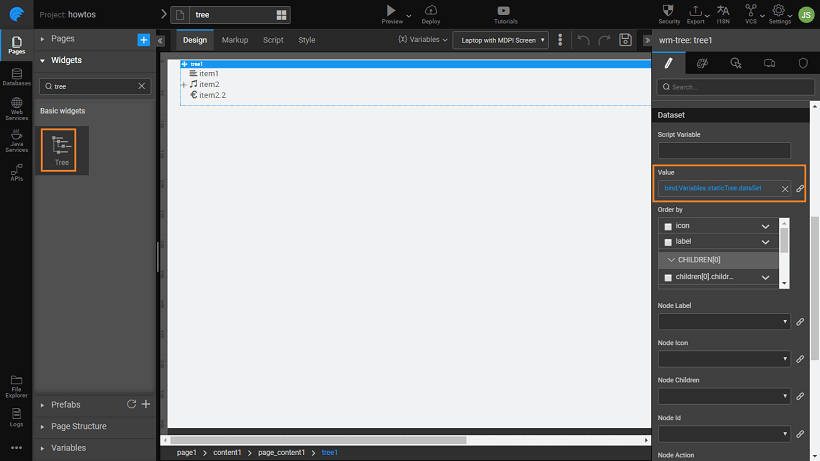 Project: howtos
tree
Preview
Deploy
Tutorials
Security
Export
I18N
VCS
Settings
JS
Pages
Databases
Web
Services
Java
Services
APIs
File
Explorer
Logs
Pages
Widgets
tree
Basic widgets
Tree
Prefabs
Page Structure
Variables
Design
Markup
Script
Style
(x) Variables
Laptop with MDPI Screen
tree1
item1
item2
item2.2
page1
content1
page_content1
tree1
wm-tree: tree1
Search...
Dataset
Script Variable
Value
bind:Variables.staticTree.dataSet
Order by
icon
label
CHILDREN[0]
children[0].childr...
Node Label
Node Icon
Node Children
Node Id
Node Action